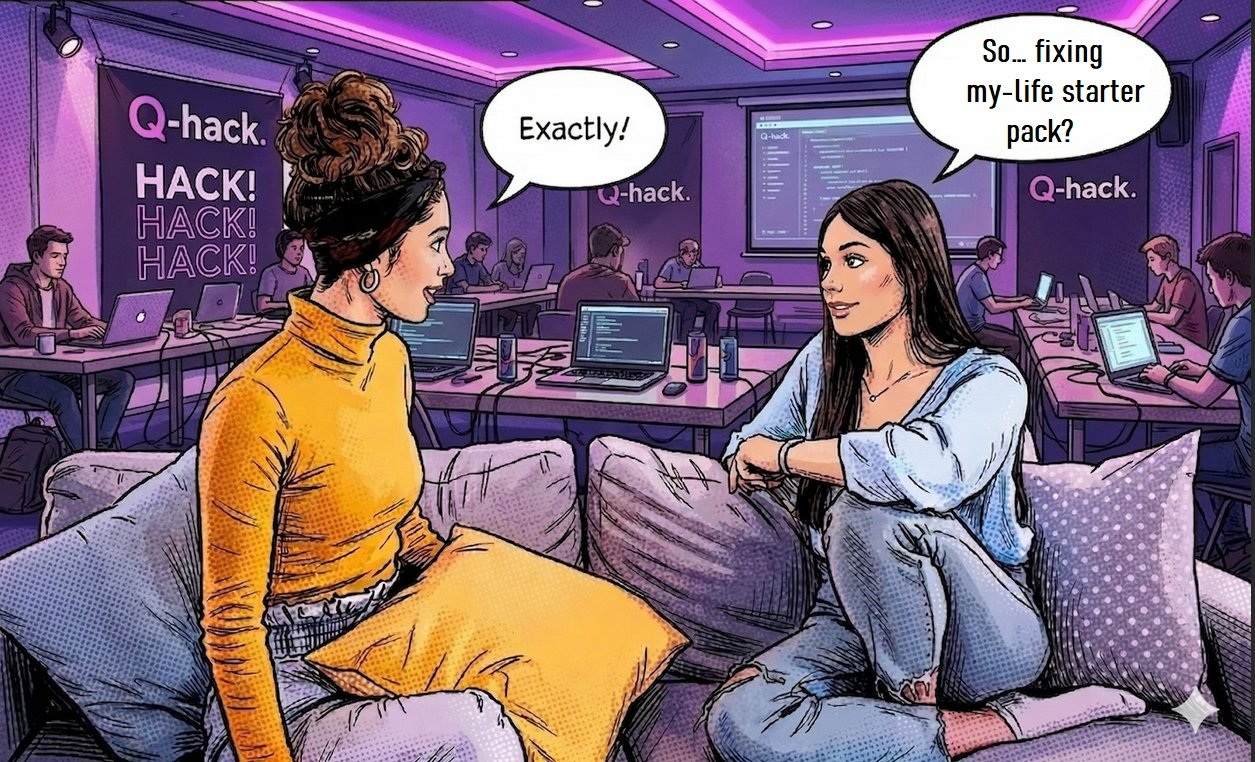 So... fixing
my-life starter
pack?
Exactly!
Q-hack.
HACK!
HACK!
HACK!
Q-hack.
Q-hack.
Q-hack.